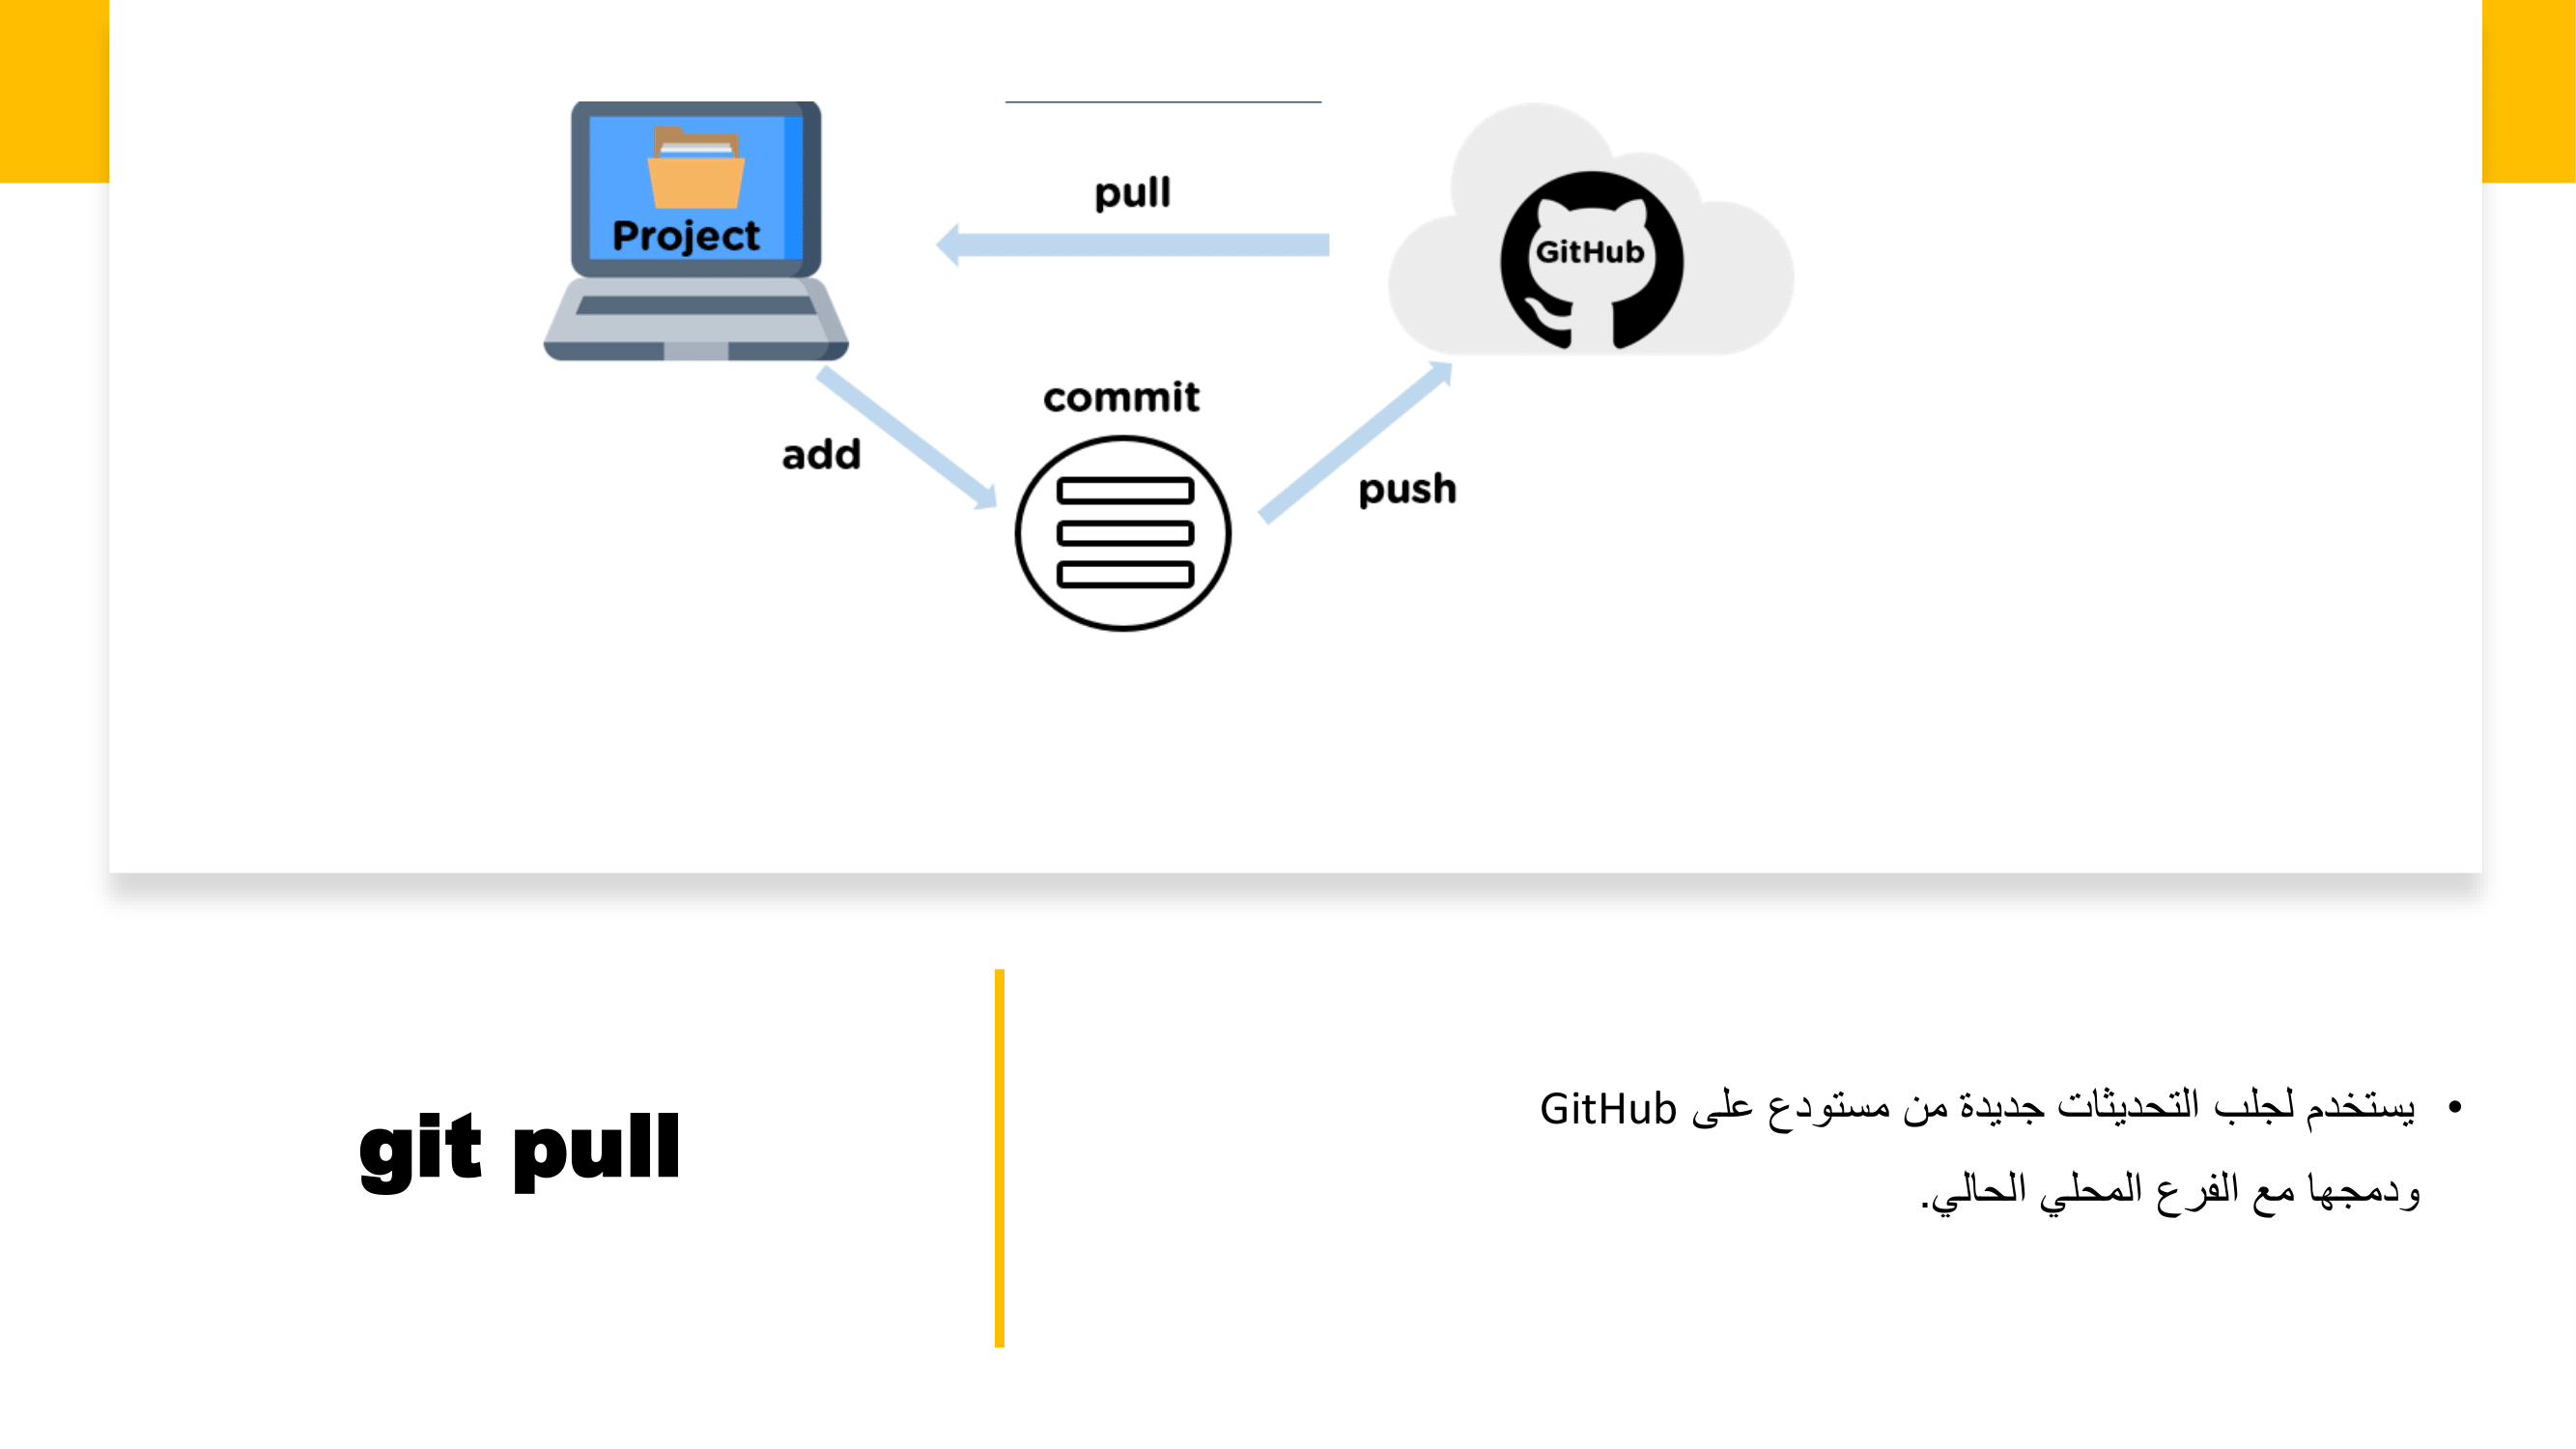 pull
Project
GitHub
commit
add
push
git pull
• يستخدم لجلب التحديثات جديدة من مستودع على GitHub
ودمجها مع الفرع المحلي الحالي.